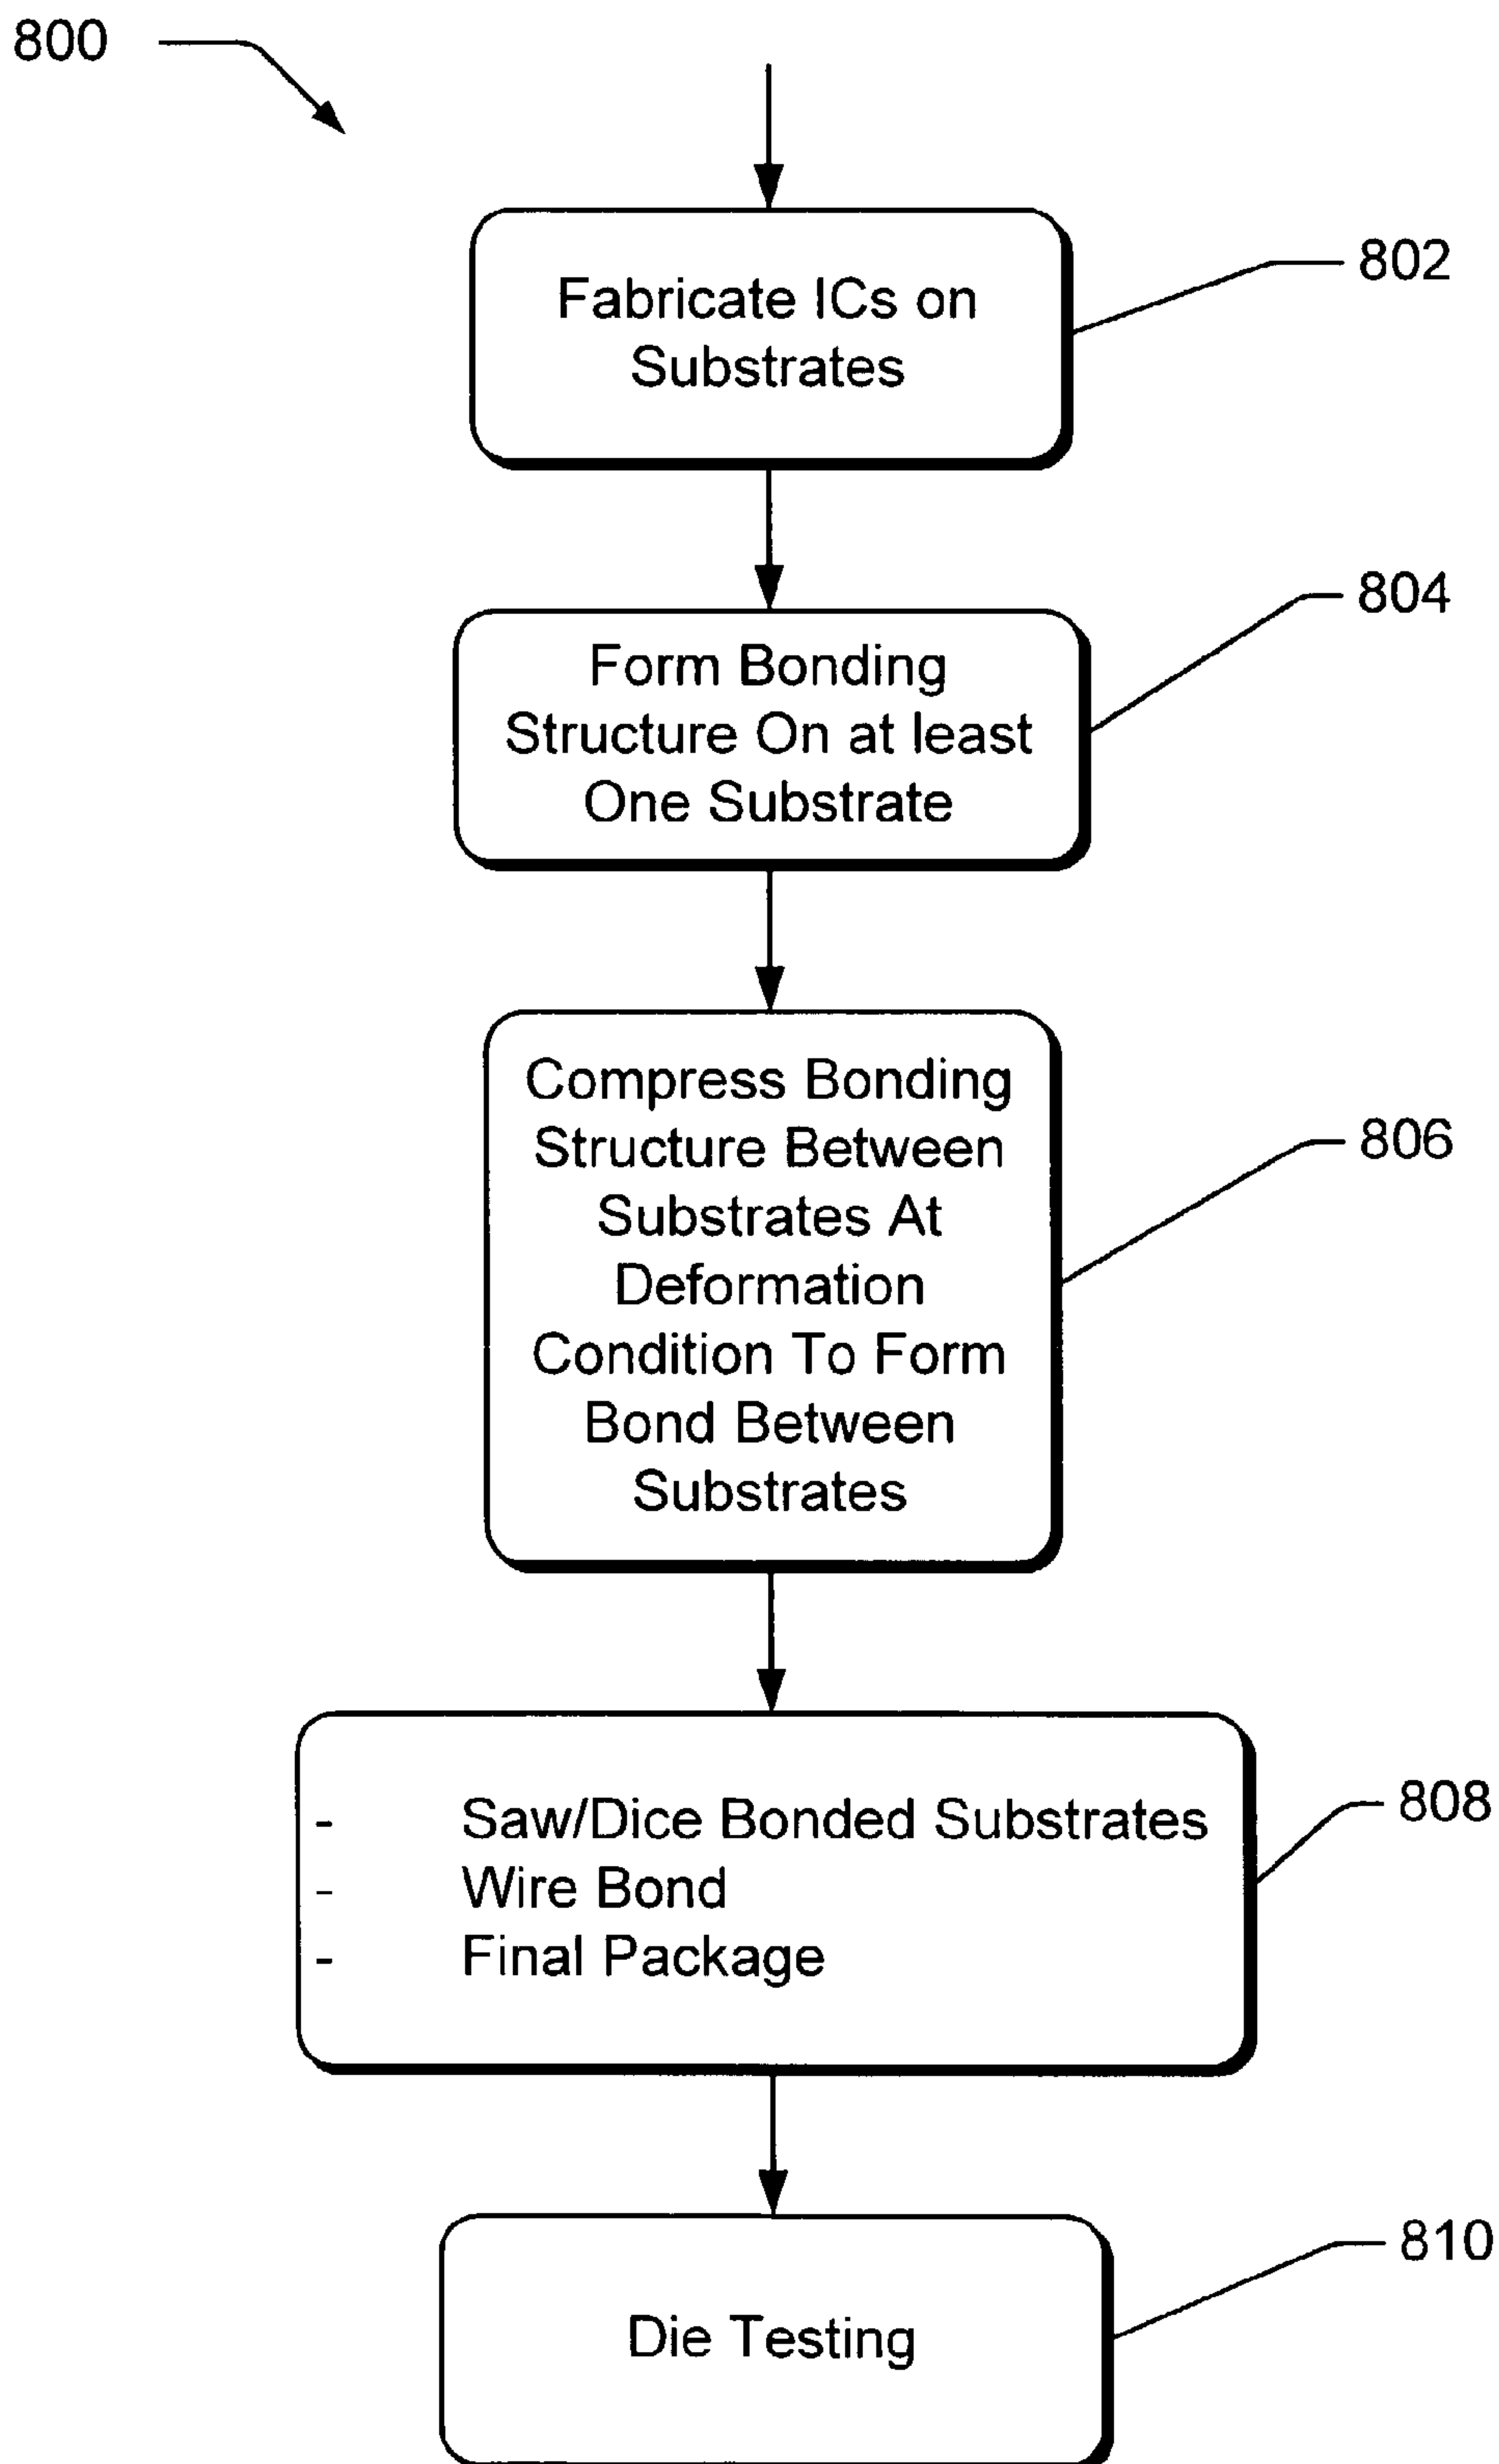 800
Fabricate ICs on
Substrates
802
Form Bonding
Structure On at least
One Substrate
804
Compress Bonding
Structure Between
Substrates At
Deformation
Condition To Form
Bond Between
Substrates
806
- Saw/Dice Bonded Substrates
- Wire Bond
- Final Package
808
Die Testing
810